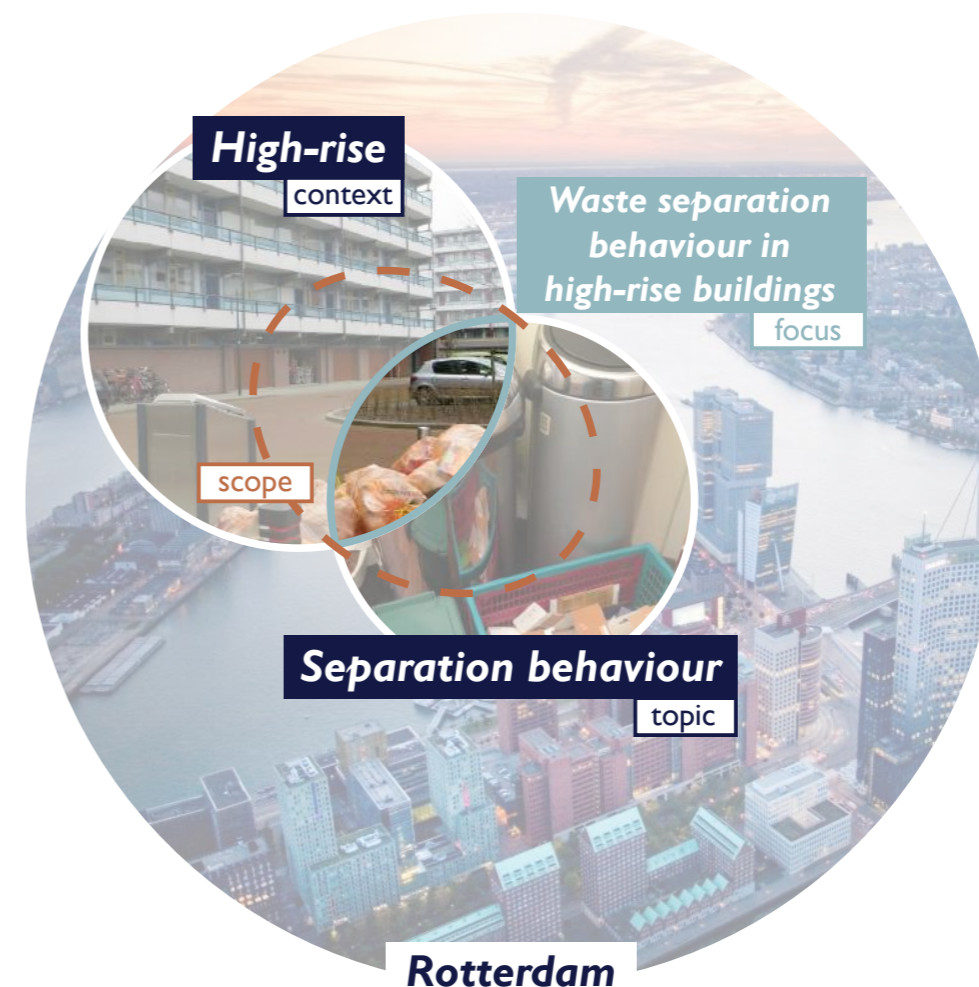 High-rise
context
Waste separation
behaviour in
high-rise buildings
focus
scope
Separation behaviour
topic
Rotterdam